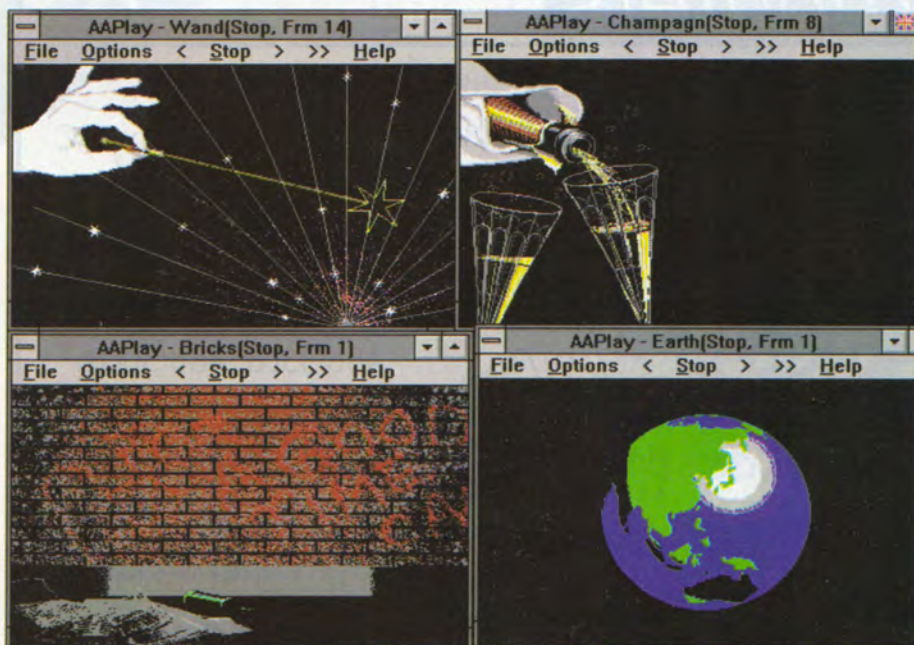 AAPlay - Wand(Stop, Frm 14)
File Options < Stop > >> Help
AAPlay - Champagn(Stop, Frm 8)
File Options < Stop > >> Help
AAPlay - Bricks(Stop, Frm 1)
File Options < Stop > >> Help
AAPlay - Earth(Stop, Frm 1)
File Options < Stop > >> Help